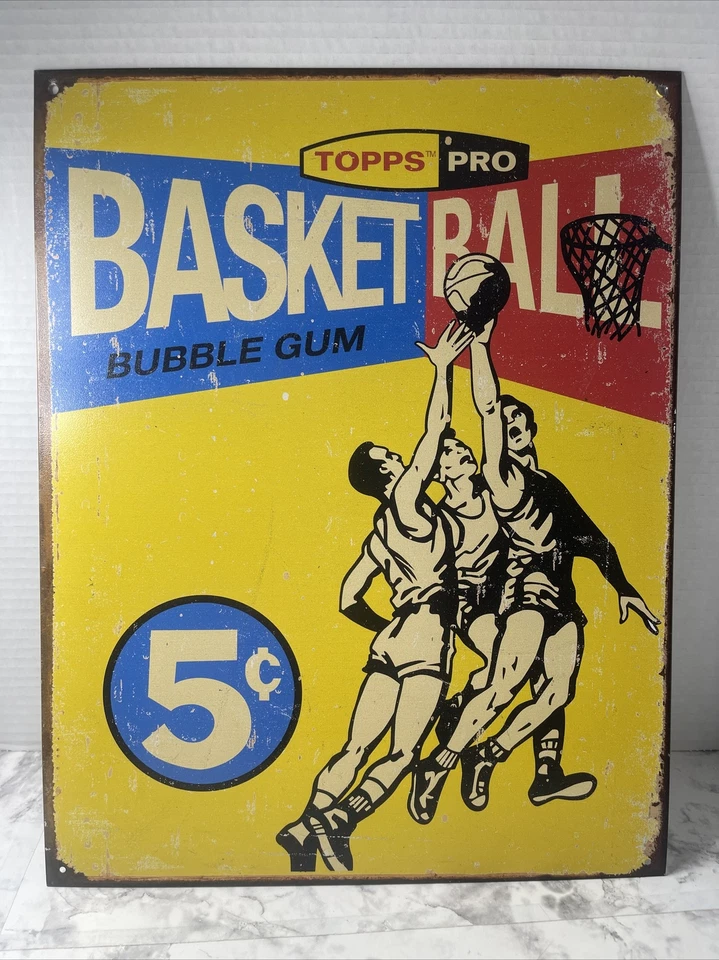 TOPPS™ PRO
BASKETBALL
BUBBLE GUM
5¢